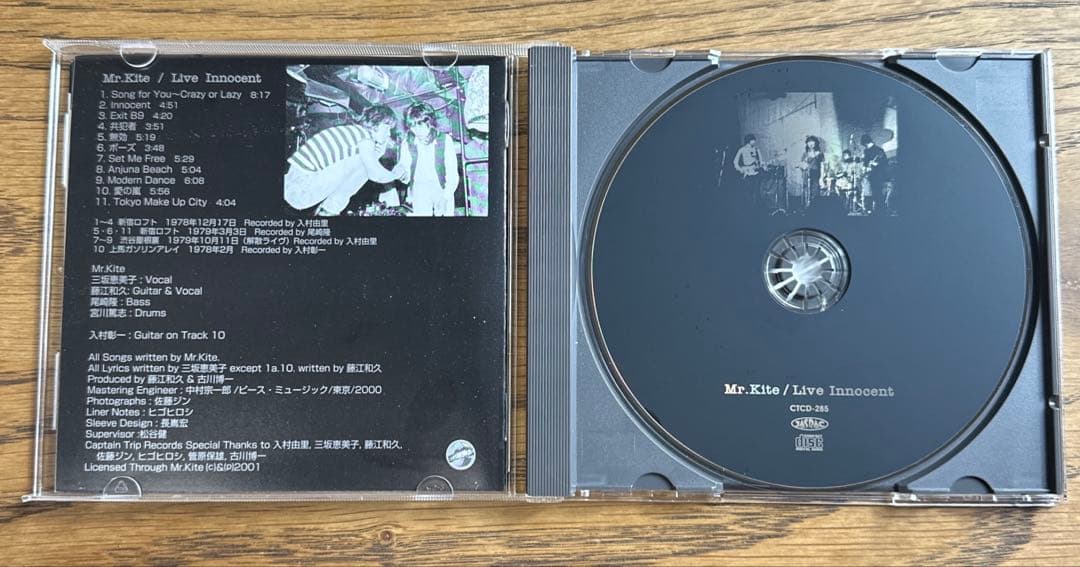 Mr.Kite / Live Innocent
1. Song for You〜Crazy or Lazy 8:17
2. Innocent 4:51
3. Exit B9 4:20
4. 共犯者 3:51
5. 無効 5:19
6. ポーズ 3:48
7. Set Me Free 5:29
8. Anjuna Beach 5:04
9. Modern Dance 6:08
10. 愛の嵐 5:56
11. Tokyo Make Up City 4:04
1〜4 新宿ロフト 1978年12月17日 Recorded by 入村由里
5・6・11 新宿ロフト 1979年3月3日 Recorded by 尾崎隆
7〜9 渋谷屋根裏 1979年10月11日 (解散ライヴ) Recorded by 入村由里
10 上馬ガソリンアレイ 1978年2月 Recorded by 入村彰一
Mr.Kite
三坂恵美子 : Vocal
藤江和久: Guitar & Vocal
尾崎隆 : Bass
宮川篤志 : Drums
入村彰一 : Guitar on Track 10
All Songs written by Mr.Kite.
All Lyrics written by 三坂恵美子 except 1a.10. written by 藤江和久
Produced by 藤江和久 & 古川博一
Mastering Engineer : 中村宗一郎 /ピース・ミュージック/東京/2000
Photographs : 佐藤ジン
Liner Notes : ヒゴヒロシ
Sleeve Design : 長嶌宏
Supervisor : 松谷健
Captain Trip Records Special Thanks to 入村由里, 三坂恵美子, 藤江和久,
佐藤ジン, ヒゴヒロシ, 菅原保雄, 古川博一
Licensed Through Mr.Kite (c)&(p)2001
Mr.Kite / Live Innocent
CTCD-285
JASRAC
COMPACT
disc
DIGITAL AUDIO